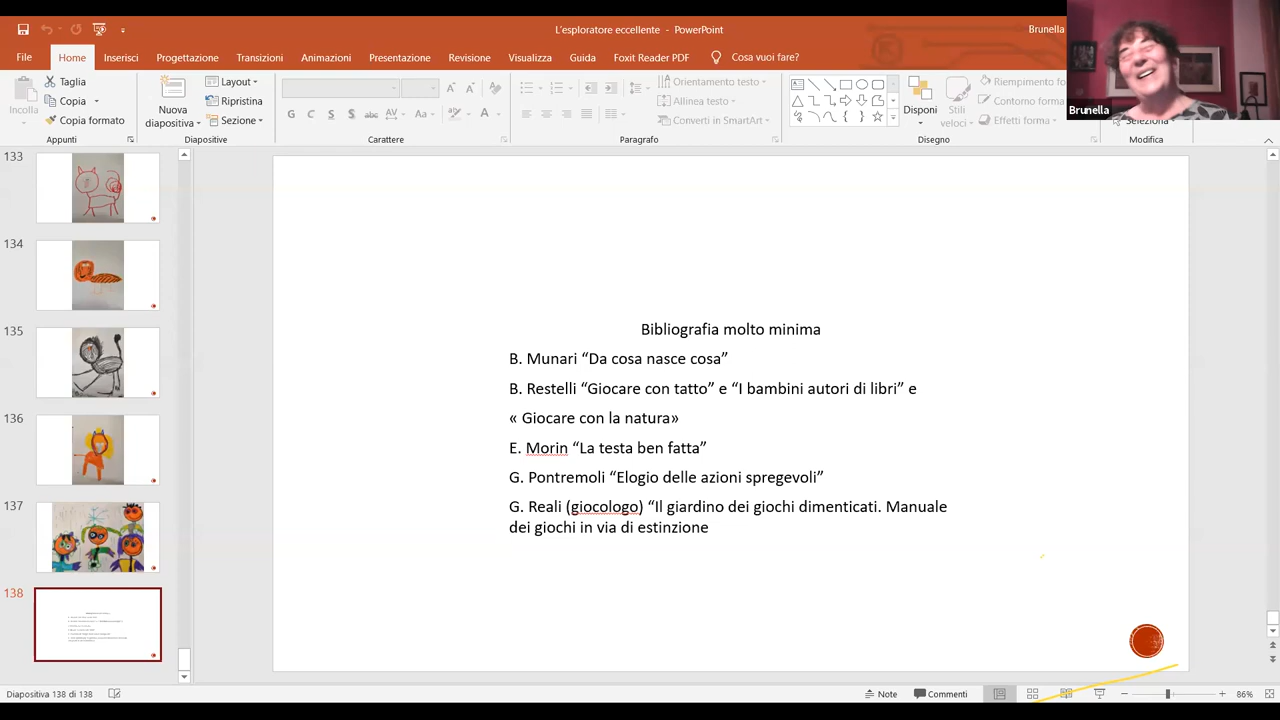 L'esploratore eccellente - PowerPoint
Brunella
File Home Inserisci Progettazione Transizioni Animazioni Presentazione Revisione Visualizza Guida Foxit Reader PDF Cosa vuoi fare?
Incolla
Taglia
Copia
Copia formato
Appunti
Nuova
diapositiva
Layout
Ripristina
Sezione
Diapositive
G C S S abc AV Aa A
Carattere
Orientamento testo
Allinea testo
Converti in SmartArt
Paragrafo
Disponi
Stili
veloci
Riempimento fo
Contorno forma
Effetti forma
Disegno
Seleziona
Modifica
Brunella
133
134
135
136
137
138
Bibliografia molto minima
B. Munari “Da cosa nasce cosa”
B. Restelli “Giocare con tatto” e “I bambini autori di libri” e
« Giocare con la natura»
E. Morin “La testa ben fatta”
G. Pontremoli “Elogio delle azioni spregevoli”
G. Reali (giocologo) “Il giardino dei giochi dimenticati. Manuale
dei giochi in via di estinzione
Diapositiva 138 di 138
Note
Commenti
86%